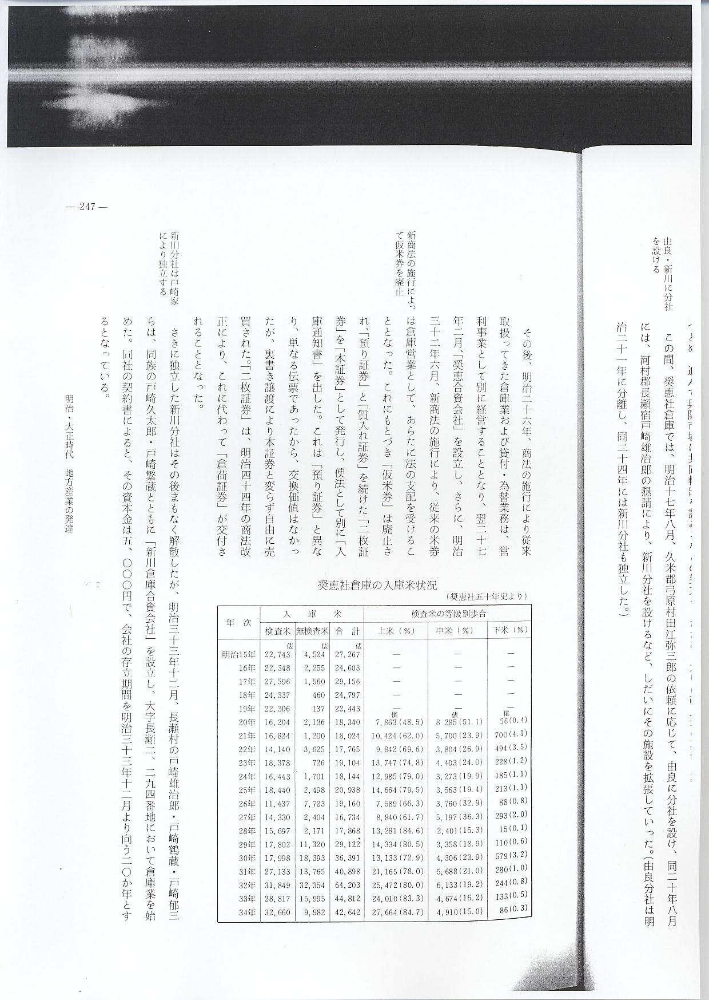 由良・新川に分社
を設ける
この間、奨恵社倉庫では、明治十七年八月、久米郡弓原村田江弥三郎の依頼に応じて、由良に分社を設け、同二十年八月
には、河村郡長瀬宿戸崎雄治郎の懇請により、新川分社を設けるなど、しだいにその施設を拡張していった。(由良分社は明
治二十一年に分離し、同二十四年には新川分社も独立した。)
新商法の施行によっ
て仮米券を廃止
その後、明治二十六年、商法の施行により従来
取扱ってきた倉庫業および貸付・為替業務は、営
利事業として別に経営することとなり、翌二十七
年二月、「奨恵合資会社」を設立し、さらに、明治
三十二年六月、新商法の施行により、従来の米券
は倉庫営業として、あらたに法の支配を受けるこ
ととなった。これにもとづき「仮米券」は廃止さ
れ、「預り証券」と「質入れ証券」を続けた「二枚証
券」を「本証券」として発行し、便法として別に「入
庫通知書」を出した。これは「預り証券」と異な
り、単なる伝票であったから、交換価値はなかっ
たが、裏書き譲渡により本証券と変らず自由に売
買された。「二枚証券」は、明治四十四年の商法改
正により、これに代わって「倉荷証券」が交付さ
れることとなった。
奨恵社倉庫の入庫米状況
(奨恵社五十年史より)
年次 入庫米 検査米の等級別歩合
検査米 無検査米 合計 上米(%) 中米(%) 下米(%)
俵 俵 俵
明治15年 22,743 4,524 27,267 — — —
16年 22,348 2,255 24,603 — — —
17年 27,596 1,560 29,156 — — —
18年 24,337 460 24,797 — — —
19年 22,306 137 22,443 — — —
俵 俵 俵
20年 16,204 2,136 18,340 7,863(48.5) 8 285(51.1) 56(0.4)
21年 16,824 1,200 18,024 10,424(62.0) 5,700(23.9) 700(4.1)
22年 14,140 3,625 17,765 9,842(69.6) 3,804(26.9) 494(3.5)
23年 18,378 726 19,104 13,747(74.8) 4,403(24.0) 228(1.2)
24年 16,443 1,701 18,144 12,985(79.0) 3,273(19.9) 185(1.1)
25年 18,440 2,498 20,938 14,664(79.5) 3,563(19.4) 213(1.1)
26年 11,437 7,723 19,160 7,589(66.3) 3,760(32.9) 88(0.8)
27年 14,330 2,404 16,734 8,840(61.7) 5,197(36.3) 293(2.0)
28年 15,697 2,171 17,868 13,281(84.6) 2,401(15.3) 15(0.1)
29年 17,802 11,320 29,122 14,334(80.5) 3,358(18.9) 110(0.6)
30年 17,998 18,393 36,391 13,133(72.9) 4,306(23.9) 579(3.2)
31年 27,133 13,765 40,898 21,165(78.0) 5,688(21.0) 280(1.0)
32年 31,849 32,354 64,203 25,472(80.0) 6,133(19.2) 244(0.8)
33年 28,817 15,995 44,812 24,010(83.3) 4,674(16.2) 133(0.5)
34年 32,660 9,982 42,642 27,664(84.7) 4,910(15.0) 86(0.3)
新川分社は戸崎家
により独立する
さきに独立した新川分社はその後まもなく解散したが、明治三十三年十二月、長瀬村の戸崎雄治郎・戸崎鶴蔵・戸崎郁三
らは、同族の戸崎久太郎・戸崎繁蔵とともに「新川倉庫合資会社」を設立し、大字長瀬二、二九四番地において倉庫業を始
めた。同社の契約書によると、その資本金は五、〇〇〇円で、会社の存立期間を明治三十三年十二月より向う二〇か年とす
るとなっている。
明治・大正時代 地方産業の発達
— 247 —